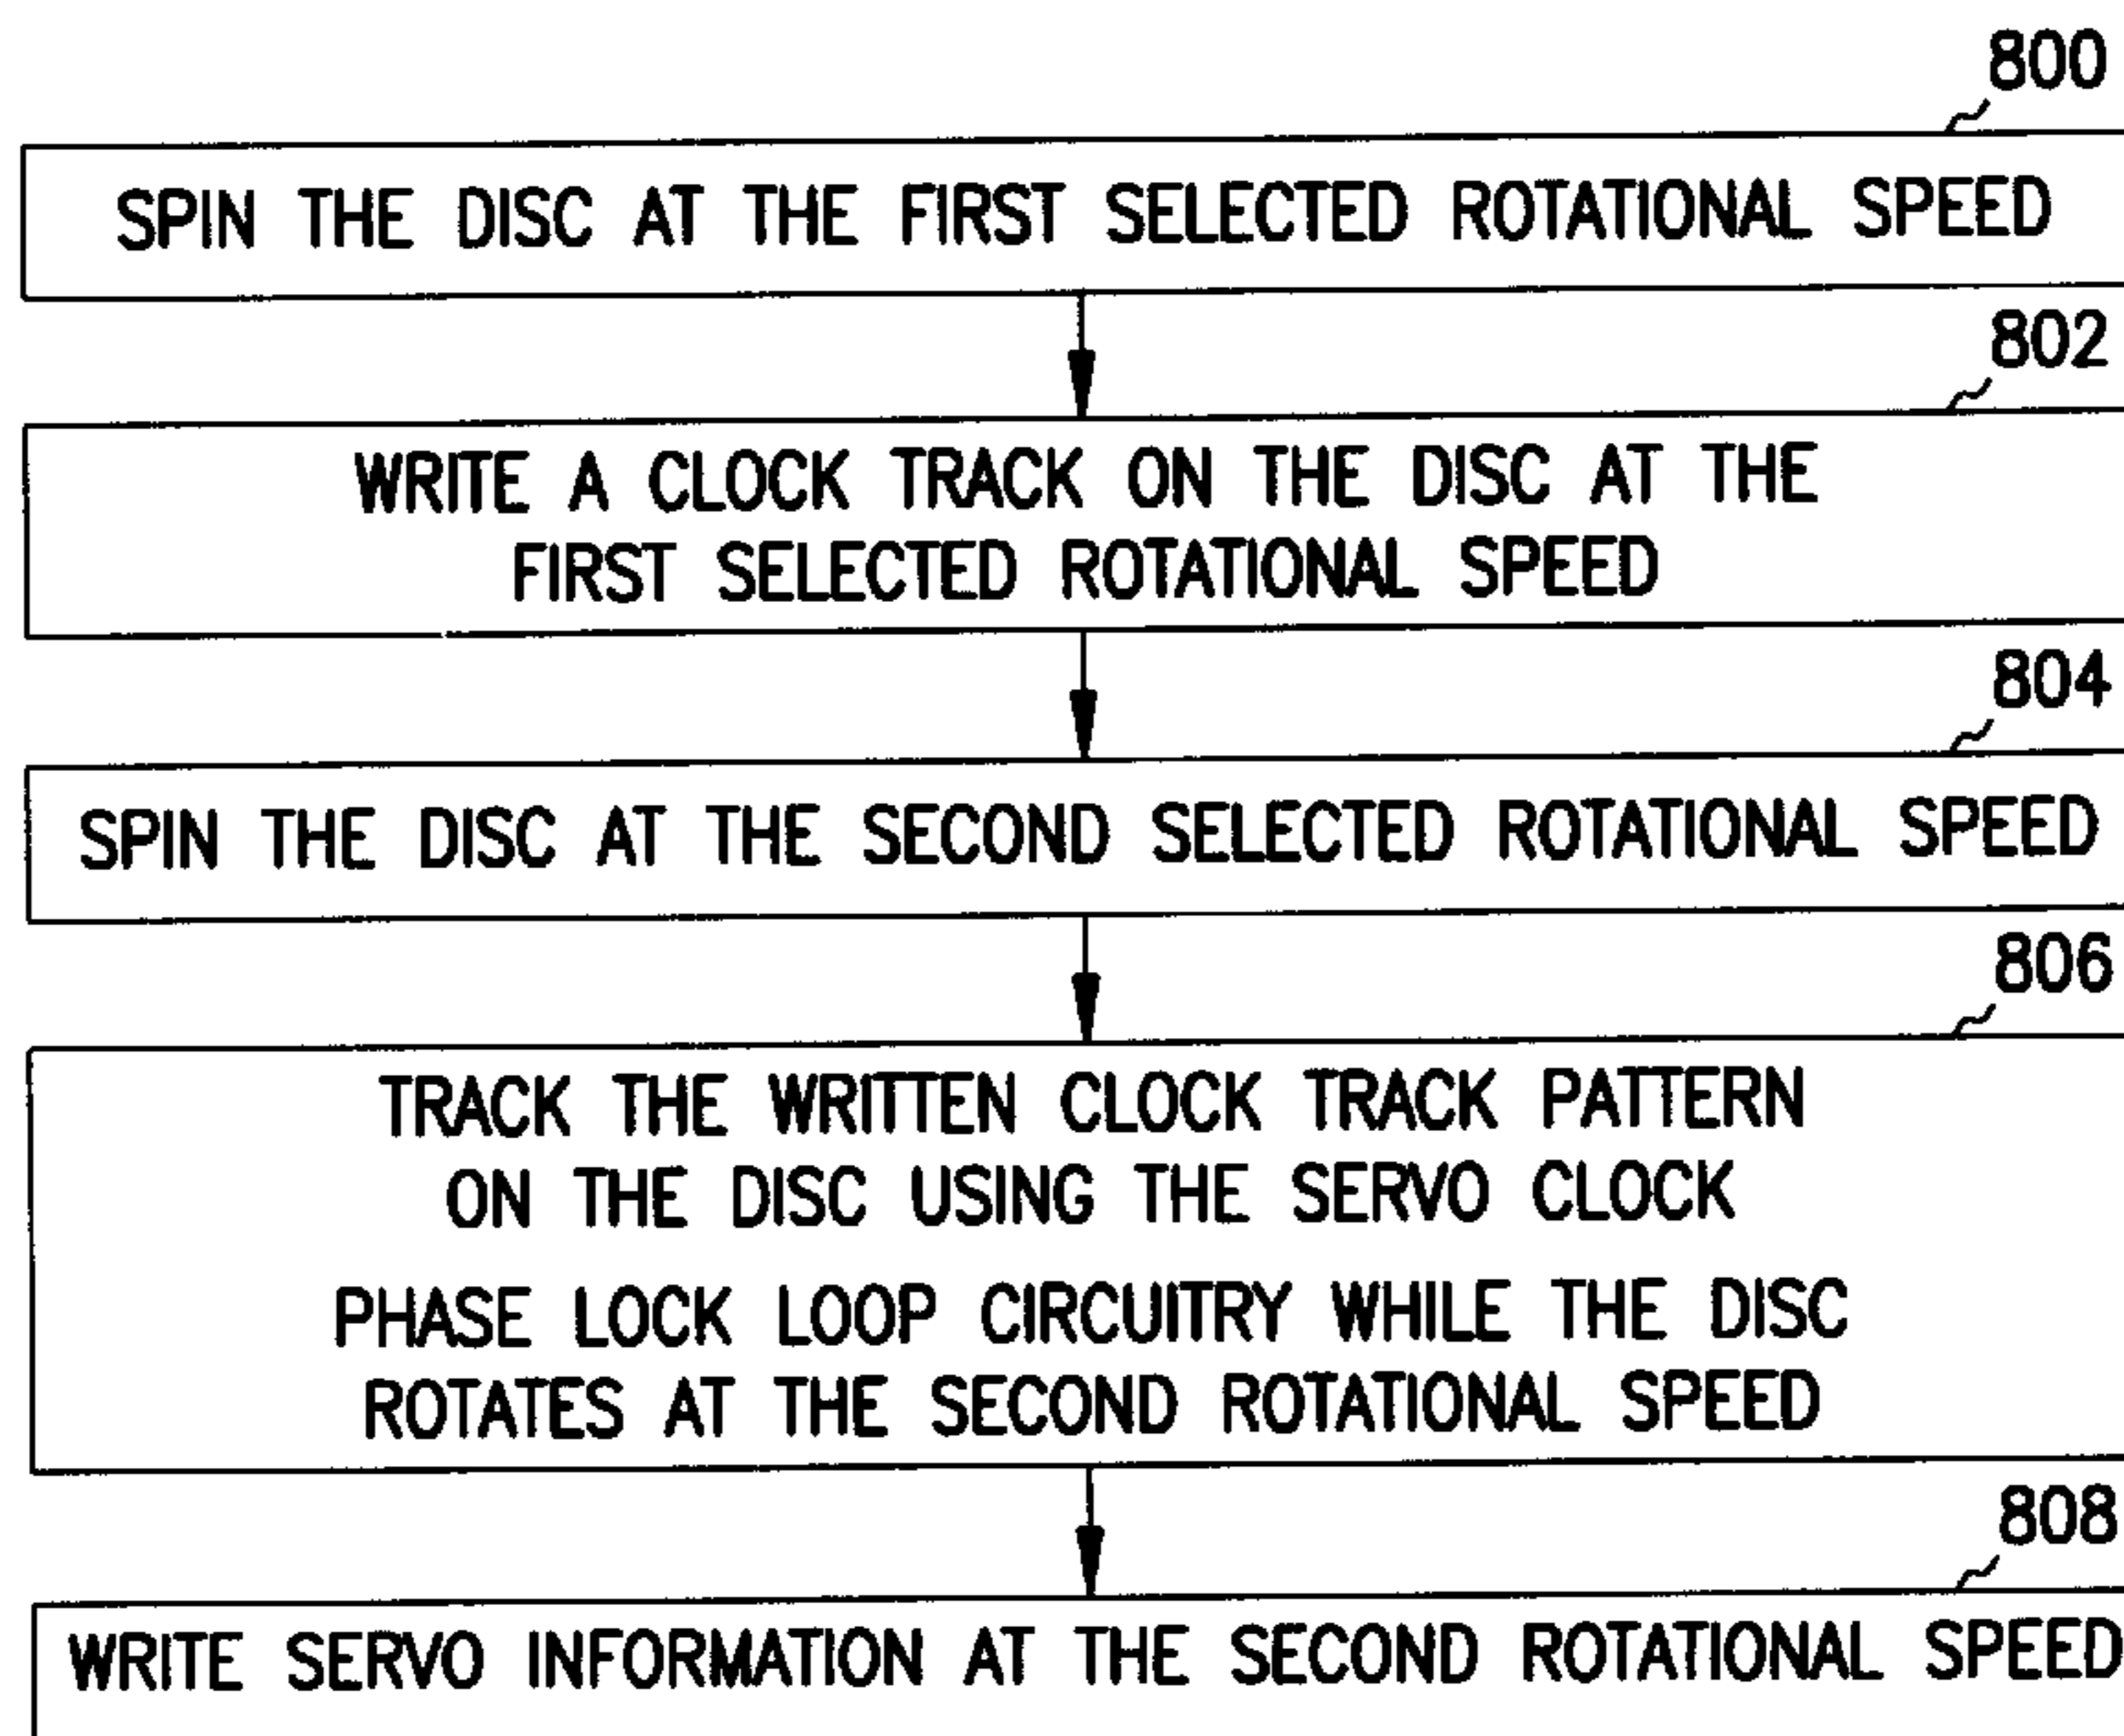 800
SPIN THE DISC AT THE FIRST SELECTED ROTATIONAL SPEED
802
WRITE A CLOCK TRACK ON THE DISC AT THE
FIRST SELECTED ROTATIONAL SPEED
804
SPIN THE DISC AT THE SECOND SELECTED ROTATIONAL SPEED
806
TRACK THE WRITTEN CLOCK TRACK PATTERN
ON THE DISC USING THE SERVO CLOCK
PHASE LOCK LOOP CIRCUITRY WHILE THE DISC
ROTATES AT THE SECOND ROTATIONAL SPEED
808
WRITE SERVO INFORMATION AT THE SECOND ROTATIONAL SPEED